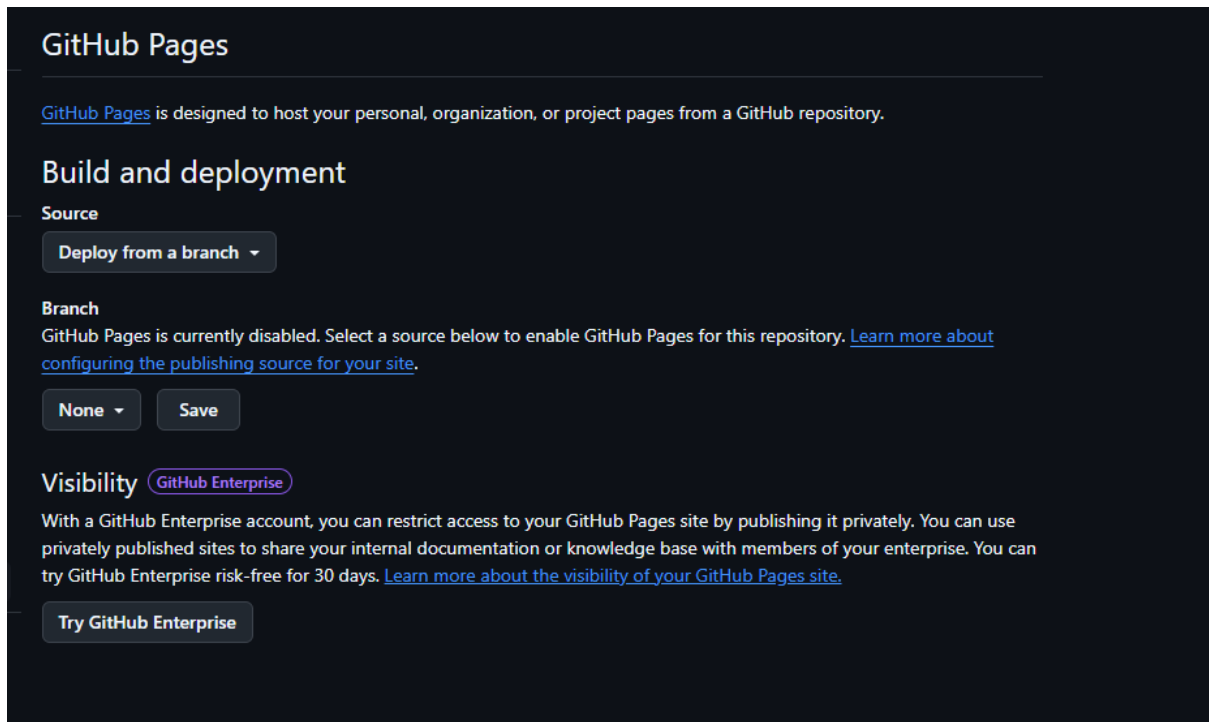 GitHub Pages
GitHub Pages is designed to host your personal, organization, or project pages from a GitHub repository.
Build and deployment
Source
Deploy from a branch
Branch
GitHub Pages is currently disabled. Select a source below to enable GitHub Pages for this repository. Learn more about
configuring the publishing source for your site.
None Save
Visibility GitHub Enterprise
With a GitHub Enterprise account, you can restrict access to your GitHub Pages site by publishing it privately. You can use
privately published sites to share your internal documentation or knowledge base with members of your enterprise. You can
try GitHub Enterprise risk-free for 30 days. Learn more about the visibility of your GitHub Pages site.
Try GitHub Enterprise